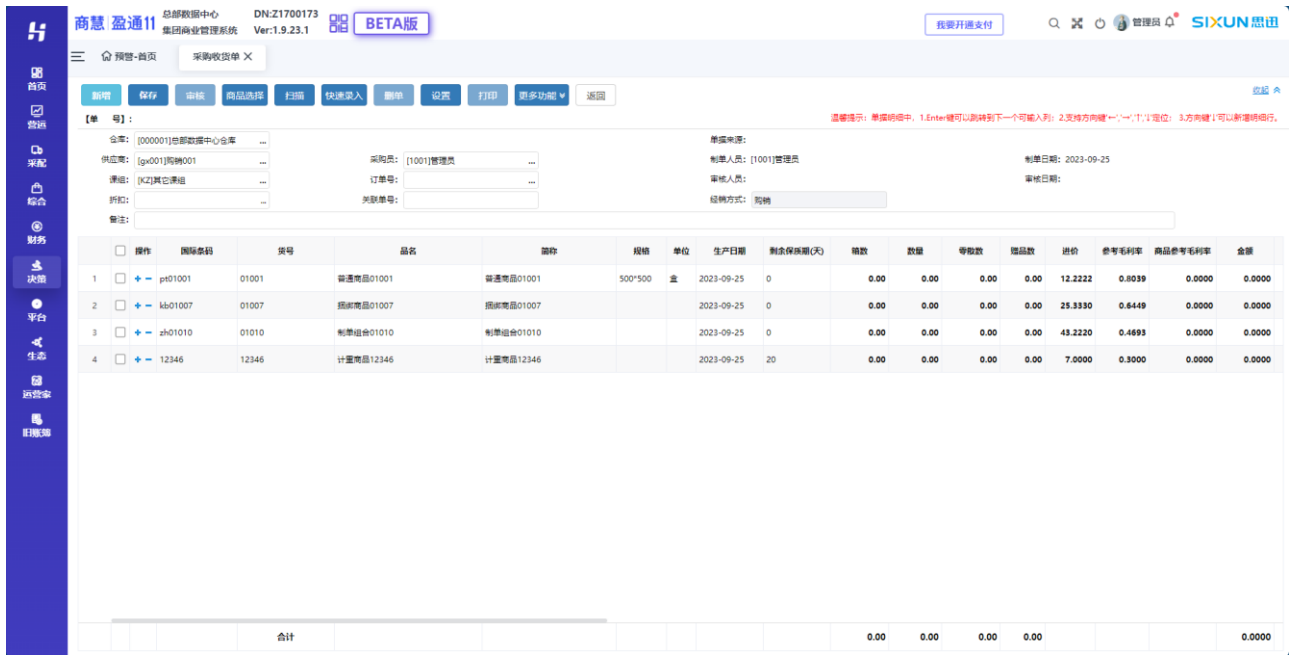 商慧 盈通11 总部数据中心 集团商业管理系统 DN:Z1700173 Ver:1.9.23.1 BETA版 我要开通支付 管理员 SIXUN思迅
预警-首页 采购收货单
首页
营运
采配
综合
财务
决策
平台
生态
运营家
旧账簿
新增 保存 审核 商品选择 扫描 快速录入 删单 设置 打印 更多功能 返回 收起
【单 号】: 温馨提示：单据明细中，1.Enter键可以跳转到下一个可输入列；2.支持方向键'←','→','↑','↓'定位； 3.方向键'↓'可以新增明细行。
仓库: [000001]总部数据中心仓库 ... 单据来源:
供应商: [gx001]购销001 ... 采购员: [1001]管理员 ... 制单人员: [1001]管理员 制单日期: 2023-09-25
课组: [KZ]其它课组 ... 订单号: ... 审核人员: 审核日期:
折扣: ... 关联单号: 经销方式: 购销
备注:
操作 国际条码 货号 品名 简称 规格 单位 生产日期 剩余保质期(天) 箱数 数量 零散数 赠品数 进价 参考毛利率 商品参考毛利率 金额
1 pt01001 01001 普通商品01001 普通商品01001 500*500 盒 2023-09-25 0 0.00 0.00 0.00 0.00 12.2222 0.8039 0.0000 0.0000
2 kb01007 01007 捆绑商品01007 捆绑商品01007 2023-09-25 0 0.00 0.00 0.00 0.00 25.3330 0.6449 0.0000 0.0000
3 zh01010 01010 制单组合01010 制单组合01010 2023-09-25 0 0.00 0.00 0.00 0.00 43.2220 0.4693 0.0000 0.0000
4 12346 12346 计重商品12346 计重商品12346 2023-09-25 20 0.00 0.00 0.00 0.00 7.0000 0.3000 0.0000 0.0000
合计 0.00 0.00 0.00 0.00 0.0000